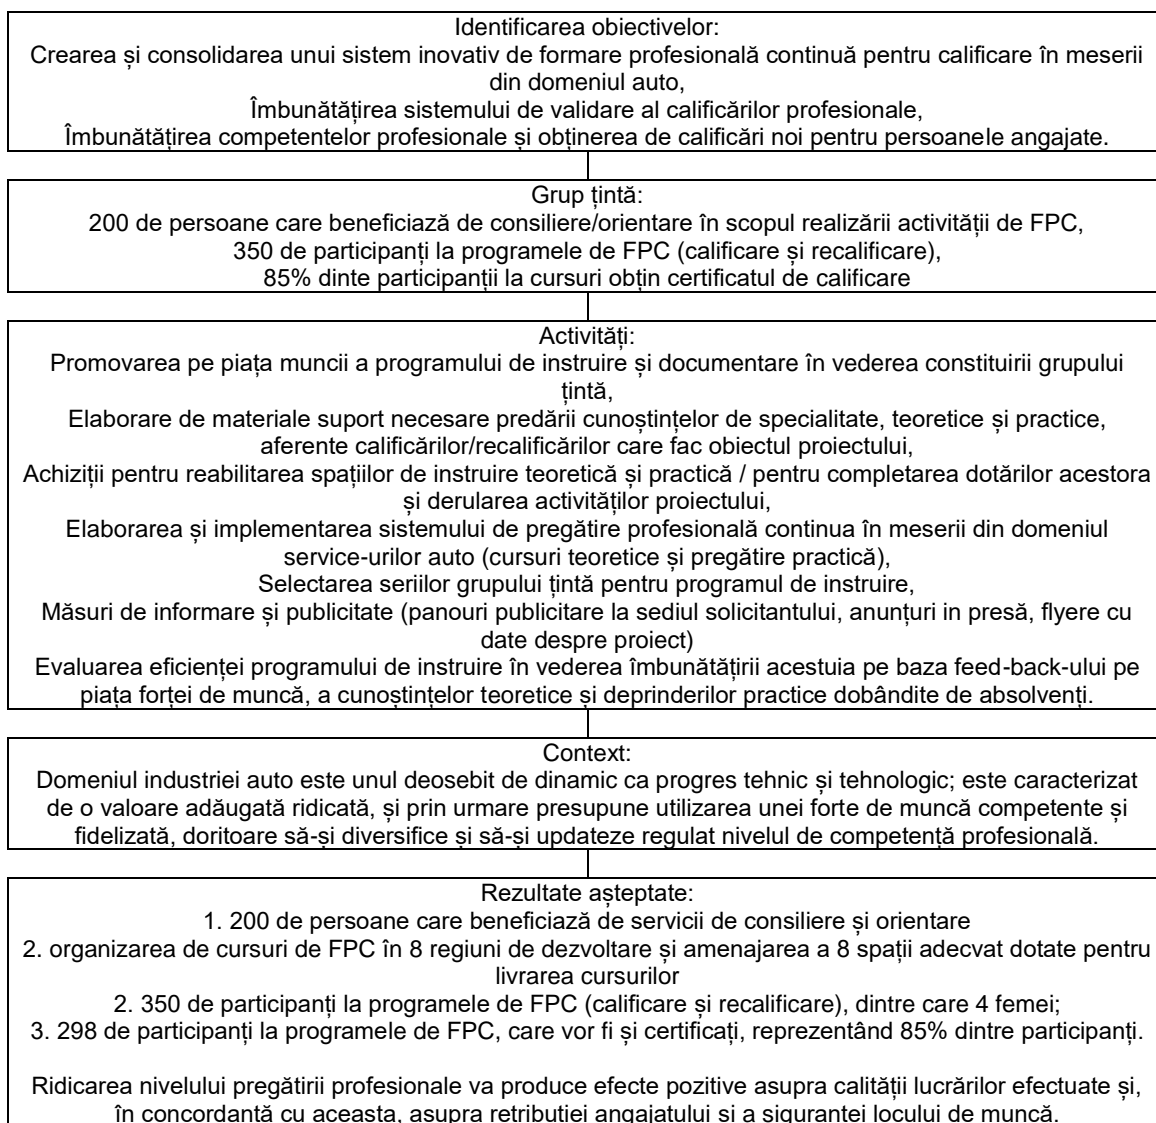 Identificarea obiectivelor:
Crearea și consolidarea unui sistem inovativ de formare profesională continuă pentru calificare în meserii
din domeniul auto,
Îmbunătățirea sistemului de validare al calificărilor profesionale,
Îmbunătățirea competentelor profesionale și obținerea de calificări noi pentru persoanele angajate.
Grup țintă:
200 de persoane care beneficiază de consiliere/orientare în scopul realizării activității de FPC,
350 de participanți la programele de FPC (calificare și recalificare),
85% dinte participanții la cursuri obțin certificatul de calificare
Activități:
Promovarea pe piața muncii a programului de instruire și documentare în vederea constituirii grupului
țintă,
Elaborare de materiale suport necesare predării cunoștințelor de specialitate, teoretice și practice,
aferente calificărilor/recalificărilor care fac obiectul proiectului,
Achiziții pentru reabilitarea spațiilor de instruire teoretică și practică / pentru completarea dotărilor acestora
și derularea activităților proiectului,
Elaborarea și implementarea sistemului de pregătire profesională continua în meserii din domeniul
service-urilor auto (cursuri teoretice și pregătire practică),
Selectarea seriilor grupului țintă pentru programul de instruire,
Măsuri de informare și publicitate (panouri publicitare la sediul solicitantului, anunțuri in presă, flyere cu
date despre proiect)
Evaluarea eficienței programului de instruire în vederea îmbunătățirii acestuia pe baza feed-back-ului pe
piața forței de muncă, a cunoștințelor teoretice și deprinderilor practice dobândite de absolvenți.
Context:
Domeniul industriei auto este unul deosebit de dinamic ca progres tehnic și tehnologic; este caracterizat
de o valoare adăugată ridicată, și prin urmare presupune utilizarea unei forte de muncă competente și
fidelizată, doritoare să-și diversifice și să-și updateze regulat nivelul de competență profesională.
Rezultate așteptate:
1. 200 de persoane care beneficiază de servicii de consiliere și orientare
2. organizarea de cursuri de FPC în 8 regiuni de dezvoltare și amenajarea a 8 spații adecvat dotate pentru
livrarea cursurilor
2. 350 de participanți la programele de FPC (calificare și recalificare), dintre care 4 femei;
3. 298 de participanți la programele de FPC, care vor fi și certificați, reprezentând 85% dintre participanți.
Ridicarea nivelului pregătirii profesionale va produce efecte pozitive asupra calității lucrărilor efectuate și,
în concordanță cu aceasta, asupra retribuției angajatului și a siguranței locului de muncă.